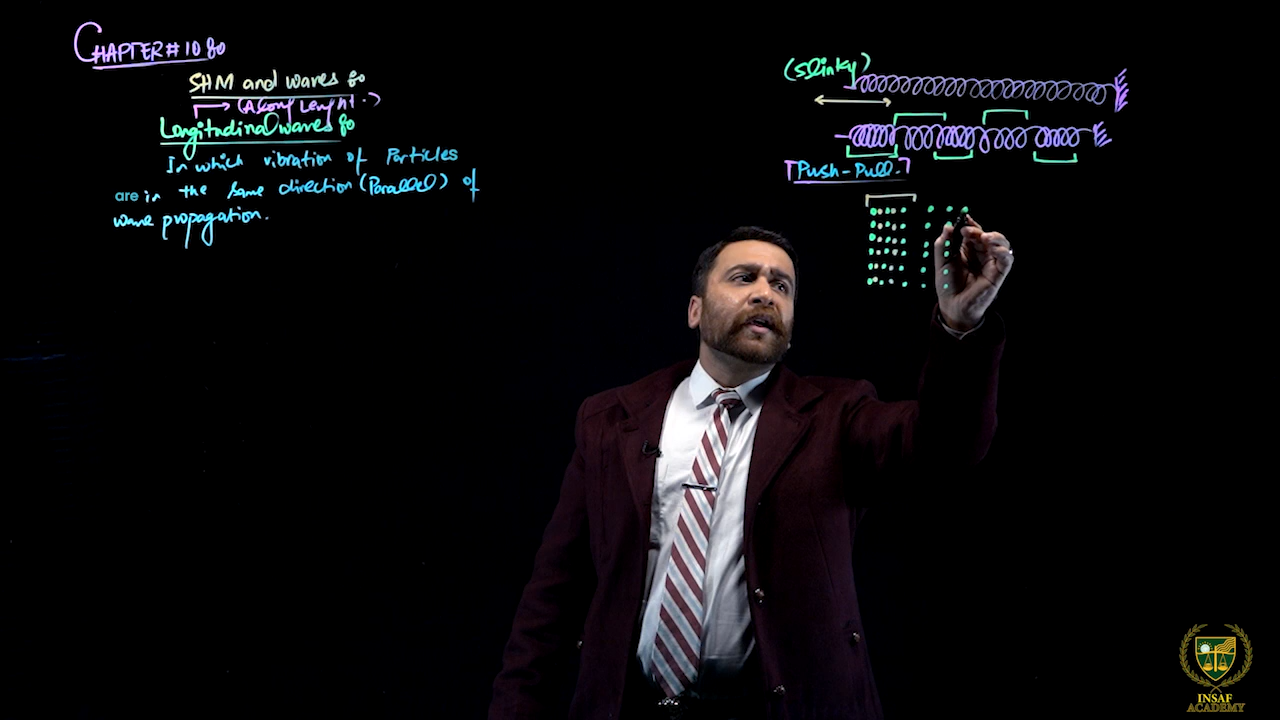 CHAPTER # 10
SHM and waves
(Along Lenght.)
Longitudinal waves
In which vibration of Particles
are in the same direction (Parallel) of
wave propagation.
(Slinky)
Push-Pull.
INSAF
ACADEMY